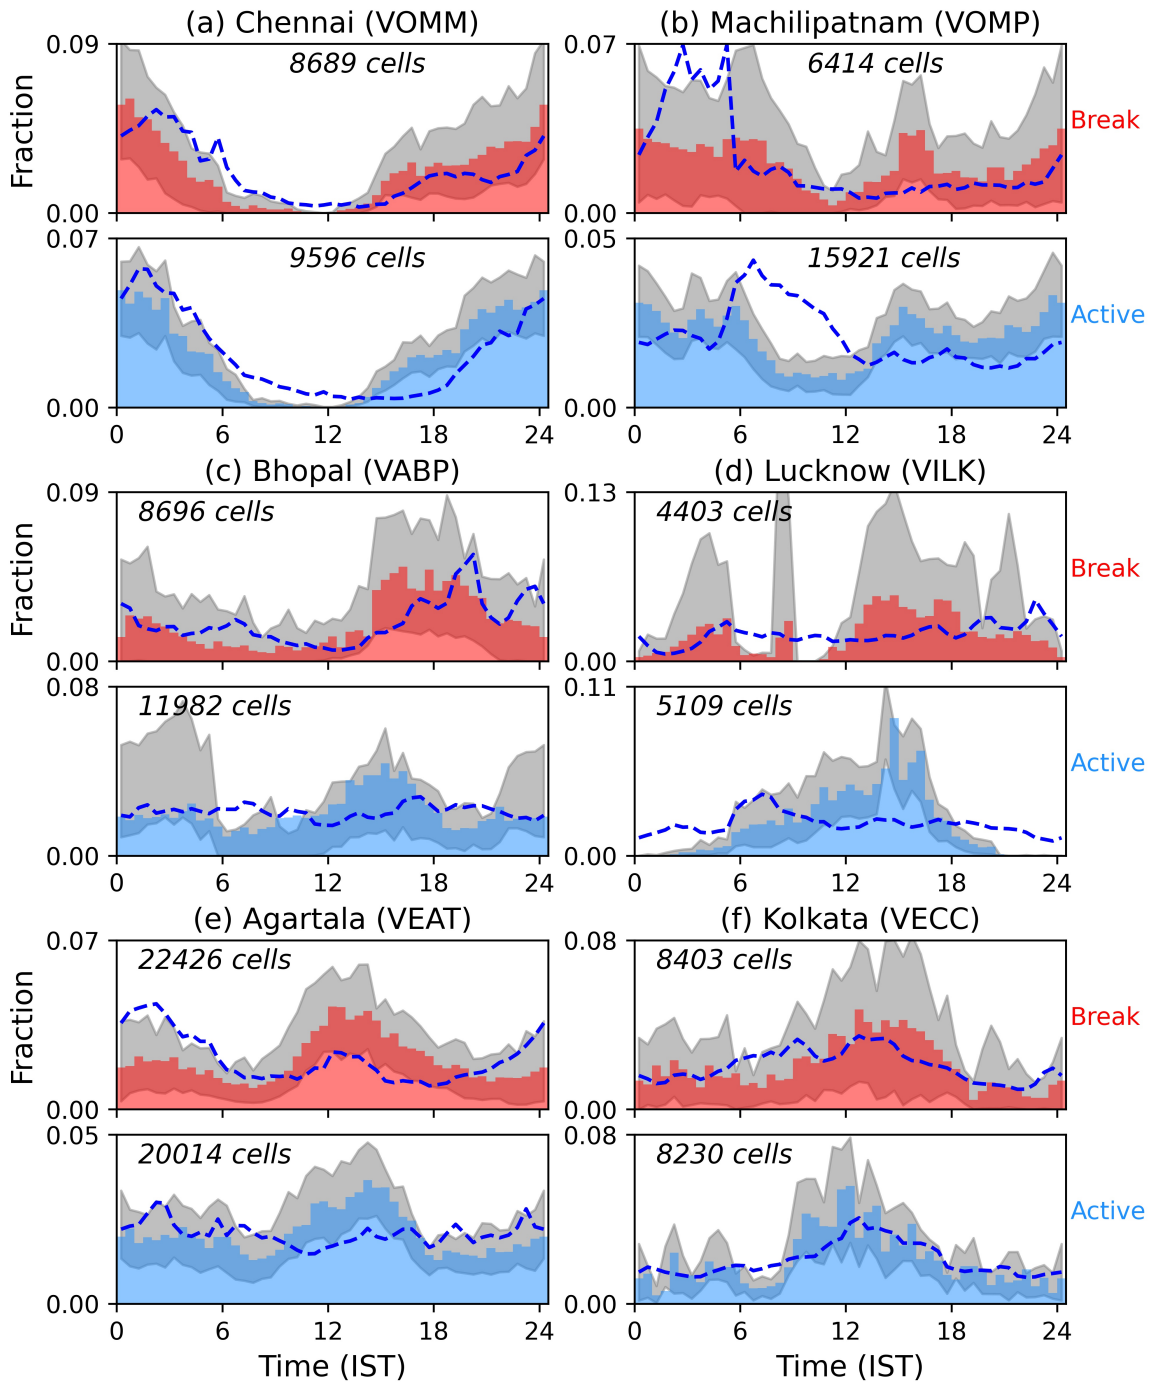 (a) Chennai (VOMM)
(b) Machilipatnam (VOMP)
0.09
8689 cells
0.07
6414 cells
Fraction
Break
0.00
0.00
0.07
9596 cells
0.05
15921 cells
Active
0.00
0.00
0 6 12 18 24
0 6 12 18 24
(c) Bhopal (VABP)
(d) Lucknow (VILK)
0.09
8696 cells
0.13
4403 cells
Fraction
Break
0.00
0.00
0.08
11982 cells
0.11
5109 cells
Active
0.00
0.00
0 6 12 18 24
0 6 12 18 24
(e) Agartala (VEAT)
(f) Kolkata (VECC)
0.07
22426 cells
0.08
8403 cells
Fraction
Break
0.00
0.00
0.05
20014 cells
0.08
8230 cells
Active
0.00
0.00
0 6 12 18 24
0 6 12 18 24
Time (IST)
Time (IST)